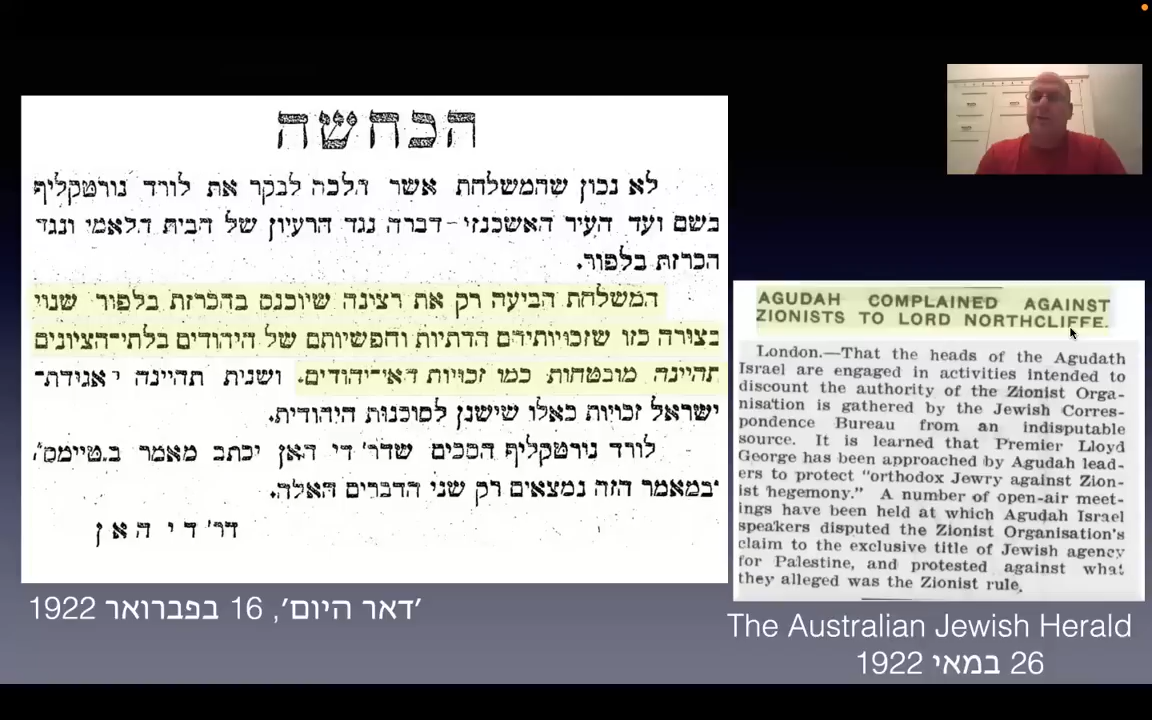 הכחשה
לא נכון שהמשלחת אשר הלכה לבקר את לורד נורטקליף
בשם ועד העיר האשכנזי-דברה נגד הרעיון של הבית הלאמי ונגד
הכרזת בלפור.
המשלחת הביעה רק את רצינה שיוכנס בהכרזת בלפור שנוי
בצורה כזו שזכויותיהם הדתיות וחפשיותם של היהודים בלתי-הציונים
תהיינה מובטחות כמו זכויות האי-יהודים. ושנית תהיינה "אגודת-
ישראל זכויות כאלו שישנן לסוכנות היהודית.
לורד נורטקליף הסכים שדר' די האן יכתב מאמר ב"טיימס".
במאמר הזה נמצאים רק שני הדברים האלה.
דר' די האן
'דאר היום', 16 בפברואר 1922
AGUDAH COMPLAINED AGAINST
ZIONISTS TO LORD NORTHCLIFFE.
London.—That the heads of the Agudath
Israel are engaged in activities intended to
discount the authority of the Zionist Orga-
nisation is gathered by the Jewish Corres-
pondence Bureau from an indisputable
source. It is learned that Premier Lloyd
George has been approached by Agudah lead-
ers to protect "orthodox Jewry against Zion-
ist hegemony." A number of open-air meet-
ings have been held at which Agudah Israel
speakers disputed the Zionist Organisation's
claim to the exclusive title of Jewish agency
for Palestine, and protested against what
they alleged was the Zionist rule.
The Australian Jewish Herald
26 במאי 1922